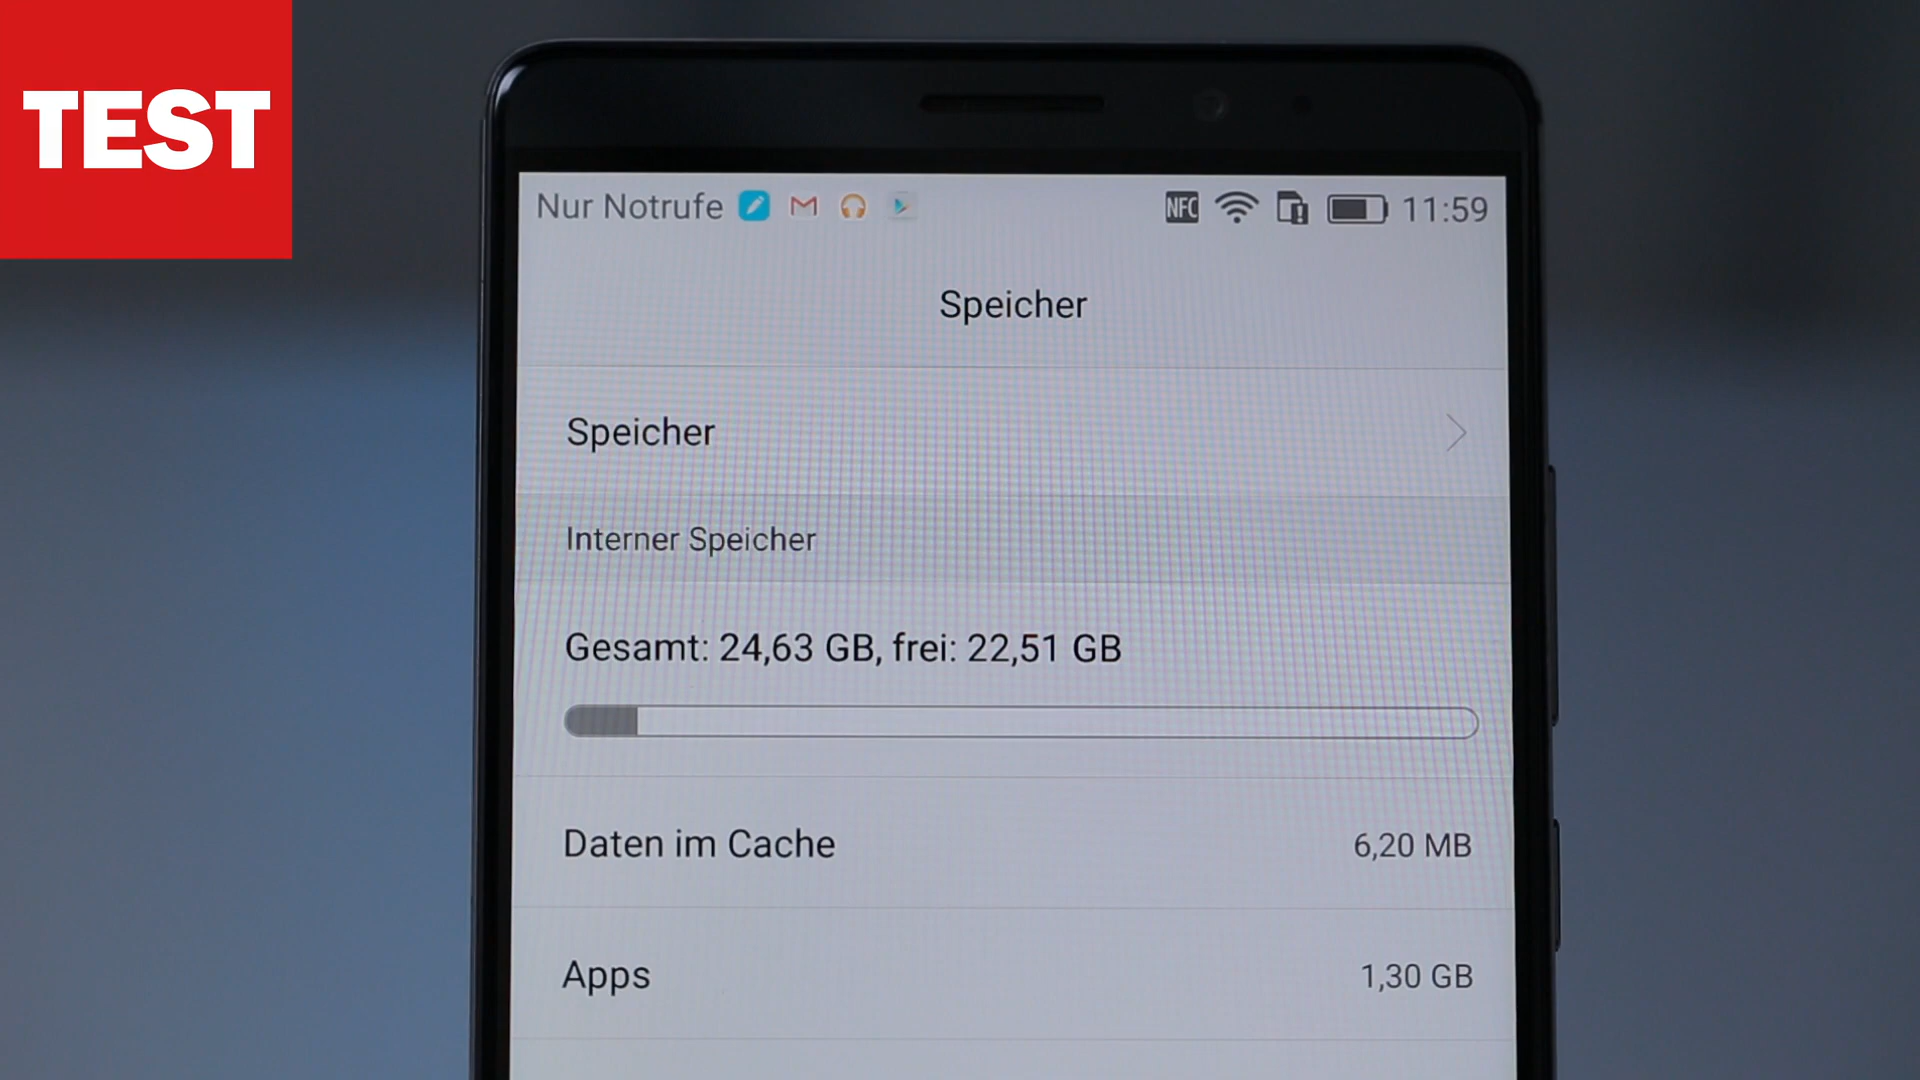 TEST
Nur Notrufe NFC 11:59
Speicher
Speicher
Interner Speicher
Gesamt: 24,63 GB, frei: 22,51 GB
Daten im Cache 6,20 MB
Apps 1,30 GB